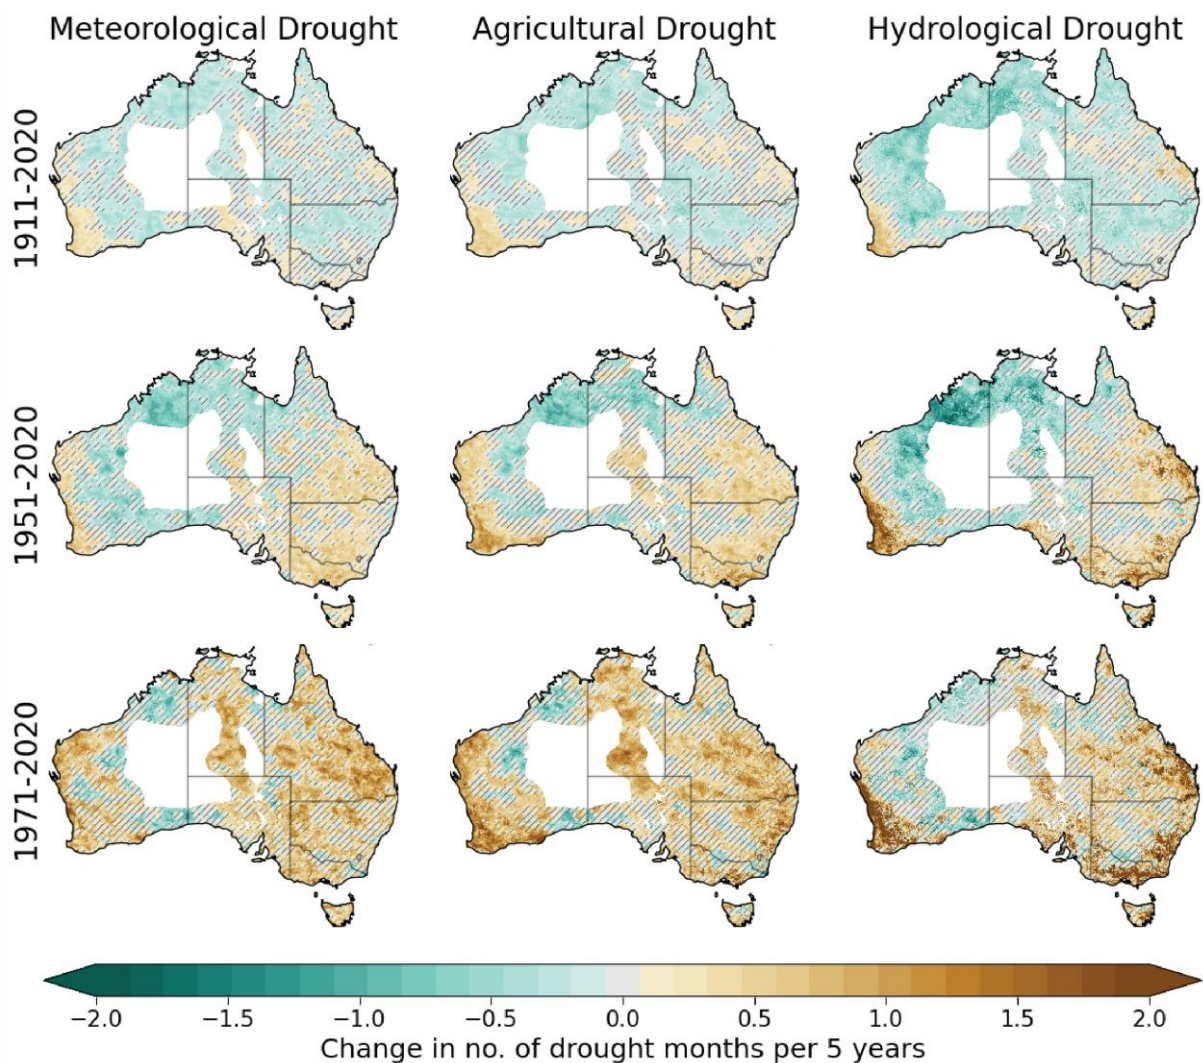 Meteorological Drought Agricultural Drought Hydrological Drought
1911-2020
1951-2020
1971-2020
−2.0 −1.5 −1.0 −0.5 0.0 0.5 1.0 1.5 2.0
Change in no. of drought months per 5 years